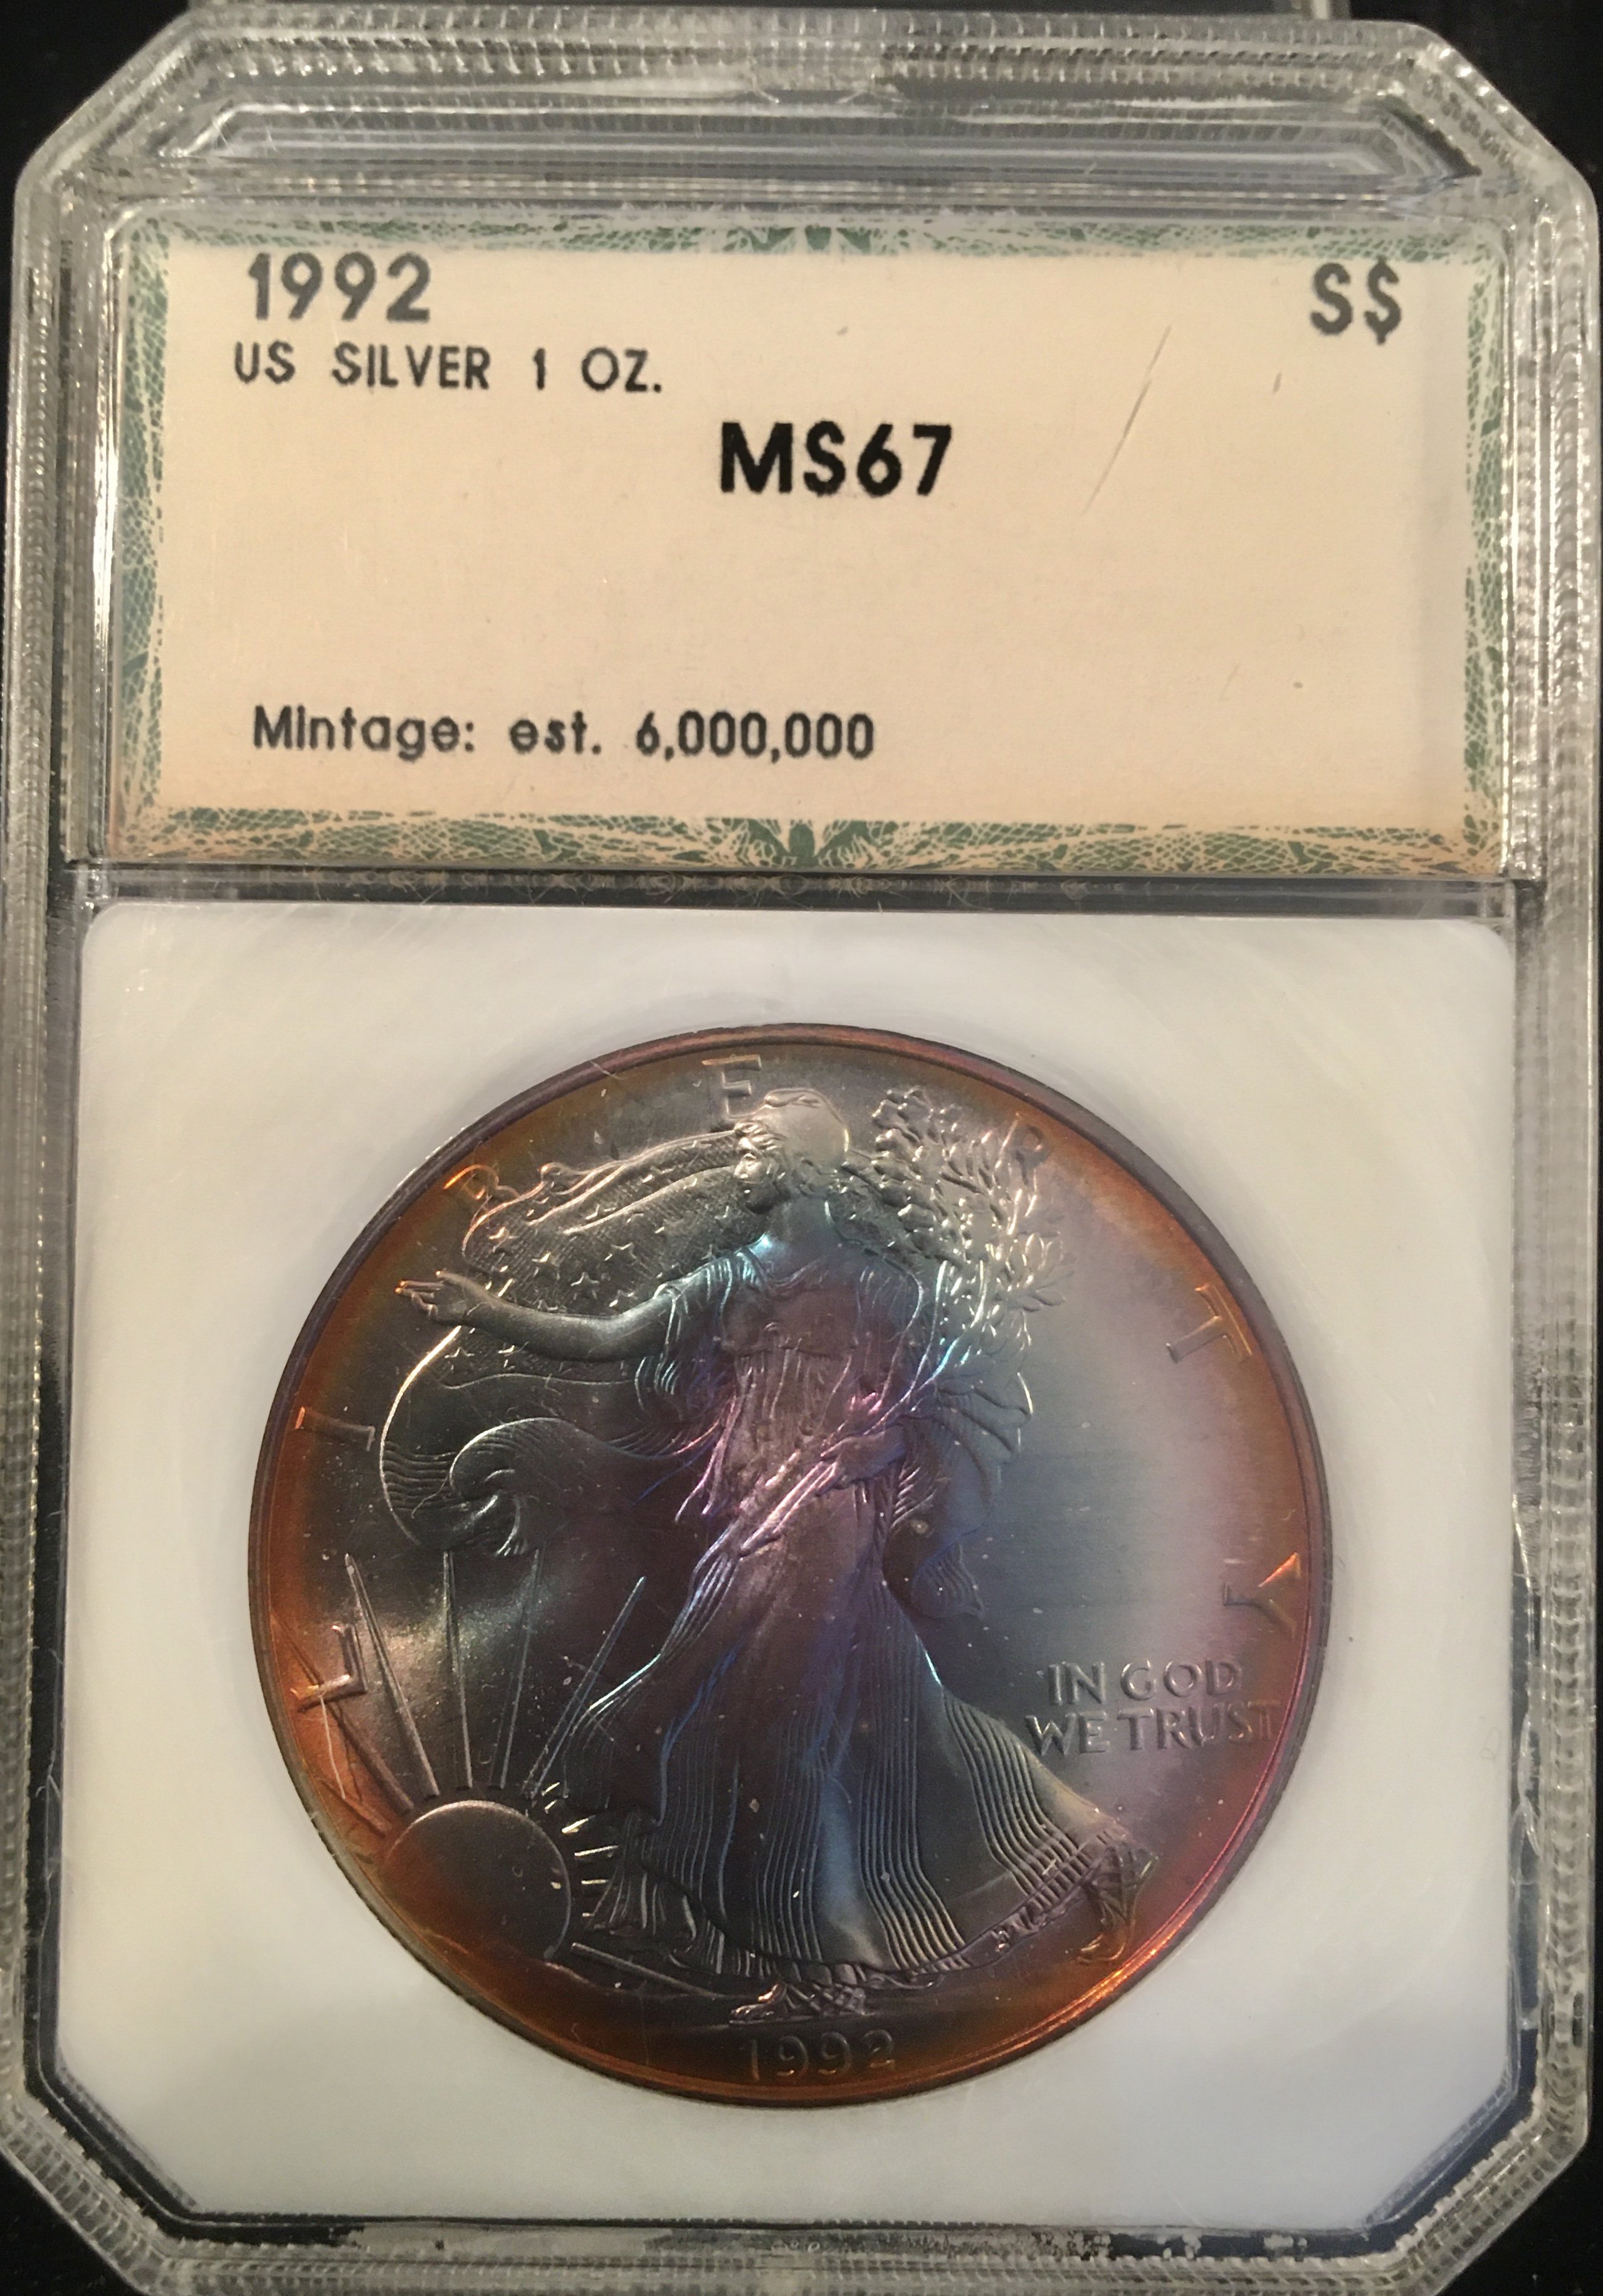 1992 S$
US SILVER 1 OZ.
MS67
Mintage: est. 6,000,000
LIBERTY
IN GOD
WE TRUST
1992